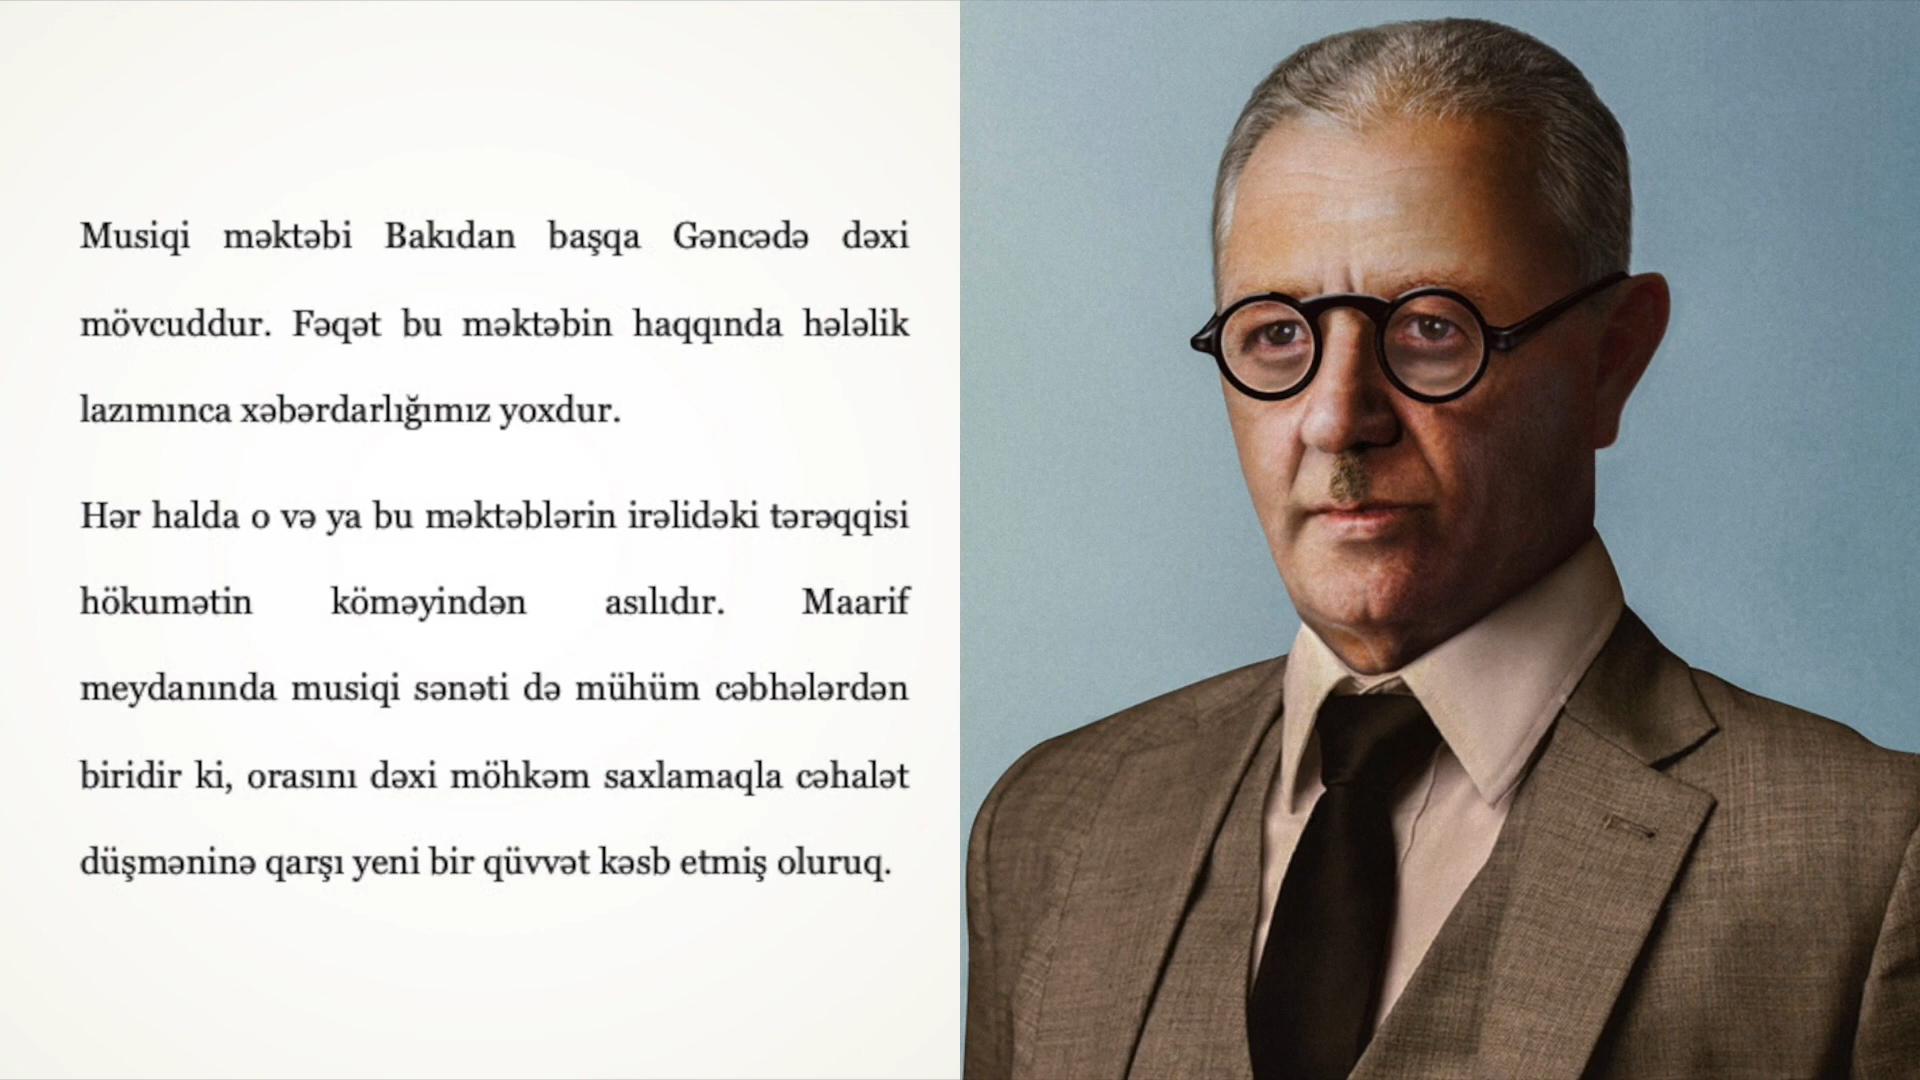 Musiqi məktəbi Bakıdan başqa Gəncədə dəxi
mövcuddur. Fəqət bu məktəbin haqqında hələlik
lazımınca xəbərdarlığımız yoxdur.
Hər halda o və ya bu məktəblərin irəlidəki tərəqqisi
hökumətin köməyindən asılıdır. Maarif
meydanında musiqi sənəti də mühüm cəbhələrdən
biridir ki, orasını dəxi möhkəm saxlamaqla cəhalət
düşməninə qarşı yeni bir qüvvət kəsb etmiş oluruq.